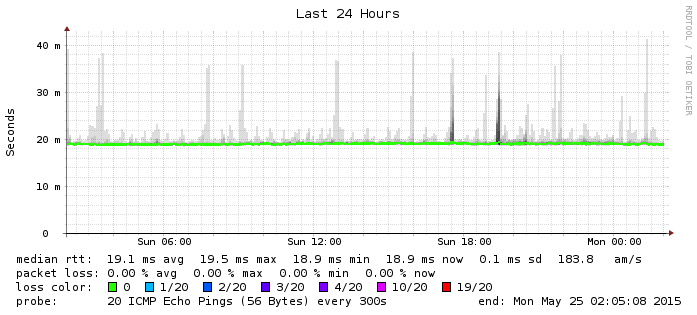 Last 24 Hours
RRDTOOL / TOBI OETIKER
Seconds
40 m
30 m
20 m
10 m
0
Sun 06:00 Sun 12:00 Sun 18:00 Mon 00:00
median rtt: 19.1 ms avg 19.5 ms max 18.9 ms min 18.9 ms now 0.1 ms sd 183.8 am/s
packet loss: 0.00 % avg 0.00 % max 0.00 % min 0.00 % now
loss color: 0 1/20 2/20 3/20 4/20 10/20 19/20
probe: 20 ICMP Echo Pings (56 Bytes) every 300s end: Mon May 25 02:05:08 2015